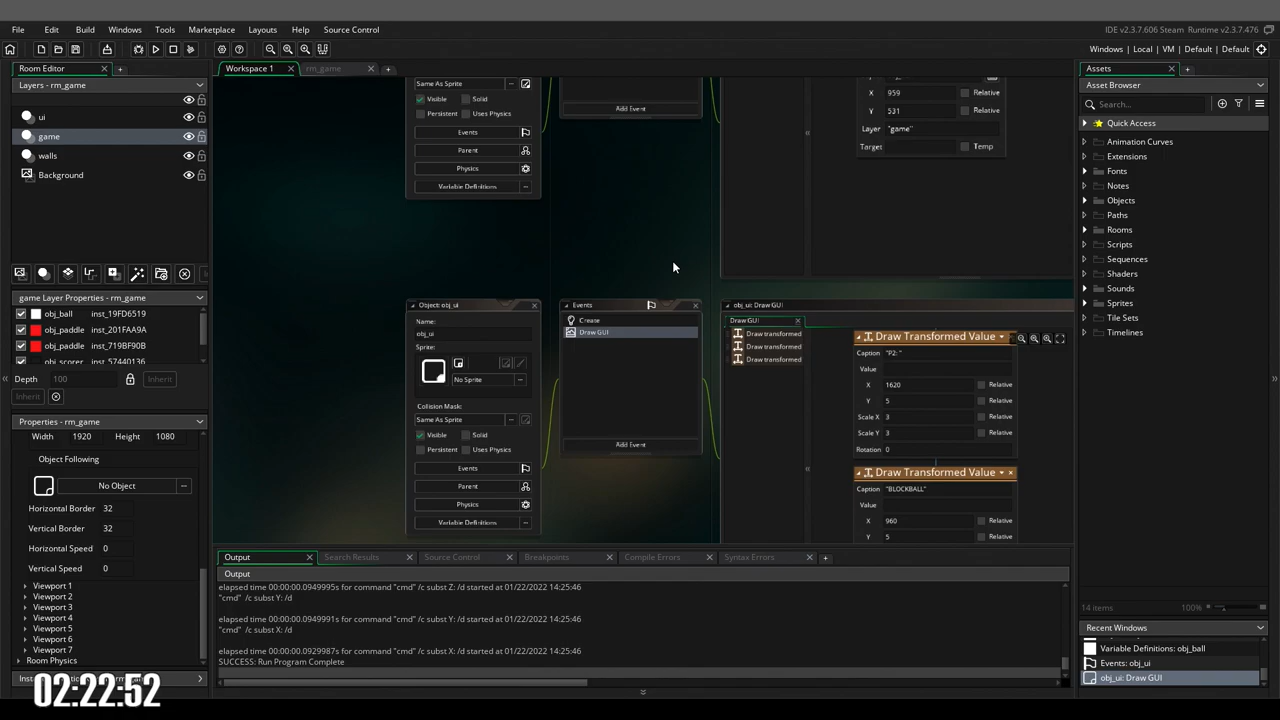 File Edit Build Windows Tools Marketplace Layouts Help Source Control
IDE v2.3.7.606 Steam Runtime v2.3.7.476
Windows | Local | VM | Default | Default
Room Editor
Layers - rm_game
ui
game
walls
Background
game Layer Properties - rm_game
obj_ball inst_19FD6519
obj_paddle inst_201FAA9A
obj_paddle inst_719BF90B
obj_scorer inst_57440136
Depth 100 Inherit
Inherit
Properties - rm_game
Width 1920 Height 1080
Object Following
No Object
Horizontal Border 32
Vertical Border 32
Horizontal Speed 0
Vertical Speed 0
Viewport 1
Viewport 2
Viewport 3
Viewport 4
Viewport 5
Viewport 6
Viewport 7
Room Physics
02:22:52
Workspace 1
rm_game
Same As Sprite
Visible Solid
Persistent Uses Physics
Events
Parent
Physics
Variable Definitions
Add Event
X 959 Relative
Y 531 Relative
Layer "game"
Target Temp
Object: obj_ui
Name:
obj_ui
Sprite:
No Sprite
Collision Mask:
Same As Sprite
Visible Solid
Persistent Uses Physics
Events
Parent
Physics
Variable Definitions
Events
Create
Draw GUI
Add Event
obj_ui: Draw GUI
Draw GUI
Draw transformed
Draw transformed
Draw transformed
Draw Transformed Value
Caption "P2: "
Value
X 1620 Relative
Y 5 Relative
Scale X 3 Relative
Scale Y 3 Relative
Rotation 0
Draw Transformed Value
Caption "BLOCKBALL"
Value
X 960 Relative
Y 5 Relative
Output Search Results Source Control Breakpoints Compile Errors Syntax Errors
Output
elapsed time 00:00:00.0949995s for command "cmd" /c subst Z: /d started at 01/22/2022 14:25:46
"cmd" /c subst Y: /d
elapsed time 00:00:00.0949991s for command "cmd" /c subst Y: /d started at 01/22/2022 14:25:46
"cmd" /c subst X: /d
elapsed time 00:00:00.0929987s for command "cmd" /c subst X: /d started at 01/22/2022 14:25:46
SUCCESS: Run Program Complete
Assets
Asset Browser
Search...
Quick Access
Animation Curves
Extensions
Fonts
Notes
Objects
Paths
Rooms
Scripts
Sequences
Shaders
Sounds
Sprites
Tile Sets
Timelines
14 items 100%
Recent Windows
Variable Definitions: obj_ball
Events: obj_ui
obj_ui: Draw GUI